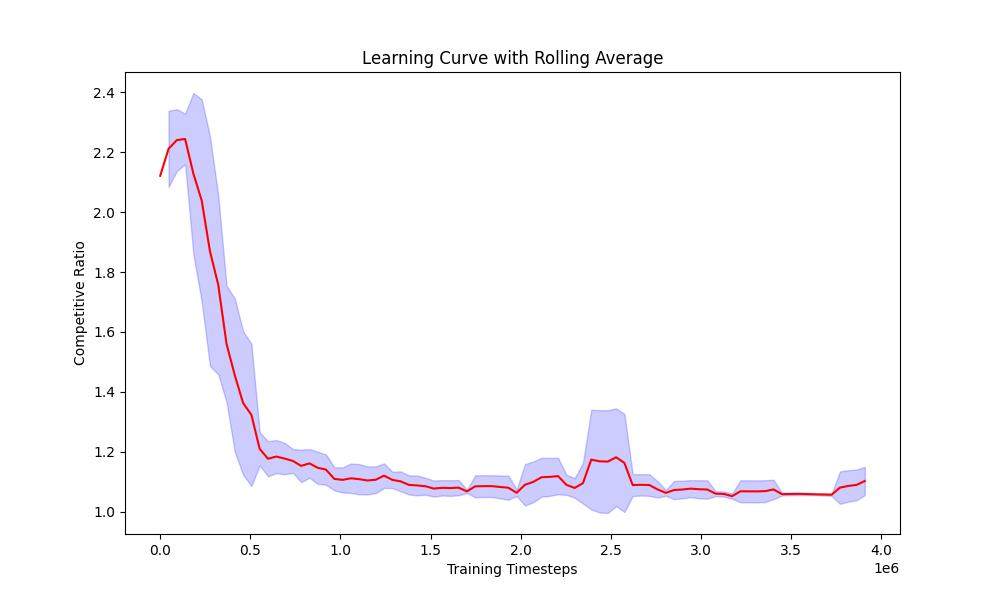 Learning Curve with Rolling Average
Competitive Ratio
2.4
2.2
2.0
1.8
1.6
1.4
1.2
1.0
0.0 0.5 1.0 1.5 2.0 2.5 3.0 3.5 4.0
1e6
Training Timesteps